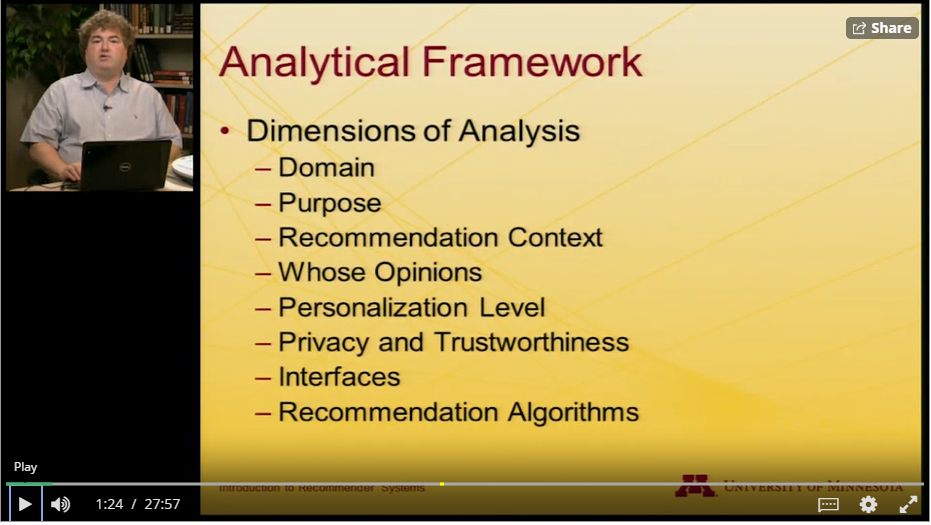 Share
Analytical Framework
• Dimensions of Analysis
– Domain
– Purpose
– Recommendation Context
– Whose Opinions
– Personalization Level
– Privacy and Trustworthiness
– Interfaces
– Recommendation Algorithms
Play
Introduction to Recommender Systems
M UNIVERSITY OF MINNESOTA
1:24 / 27:57